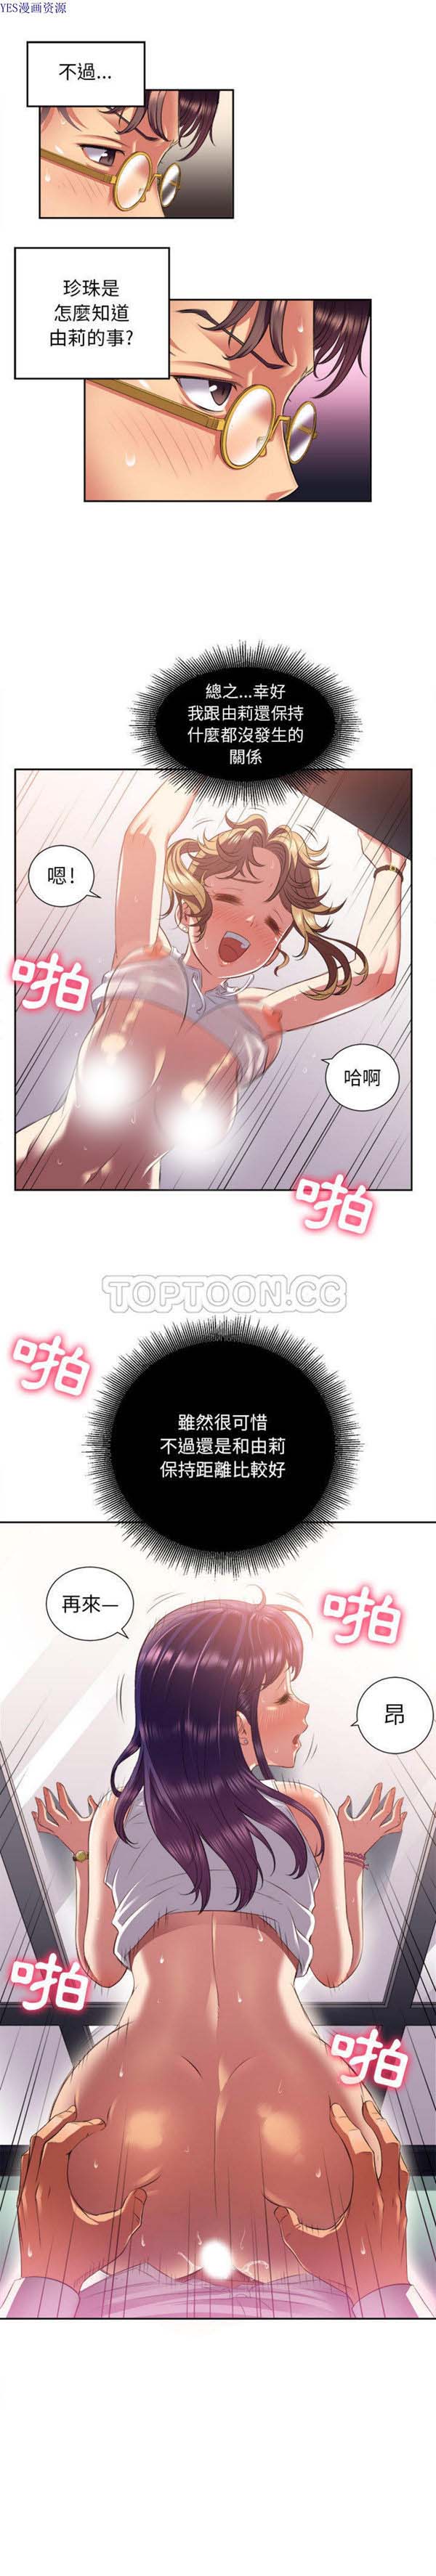 YES漫画资源
不過...
珍珠是
怎麼知道
由莉的事?
總之...幸好
我跟由莉還保持
什麼都沒發生的
關係
嗯!
啪
哈啊
啪
TOPTOON.CC
啪
雖然很可惜
不過還是和由莉
保持距離比較好
再來—
啪
昂
啪
啪